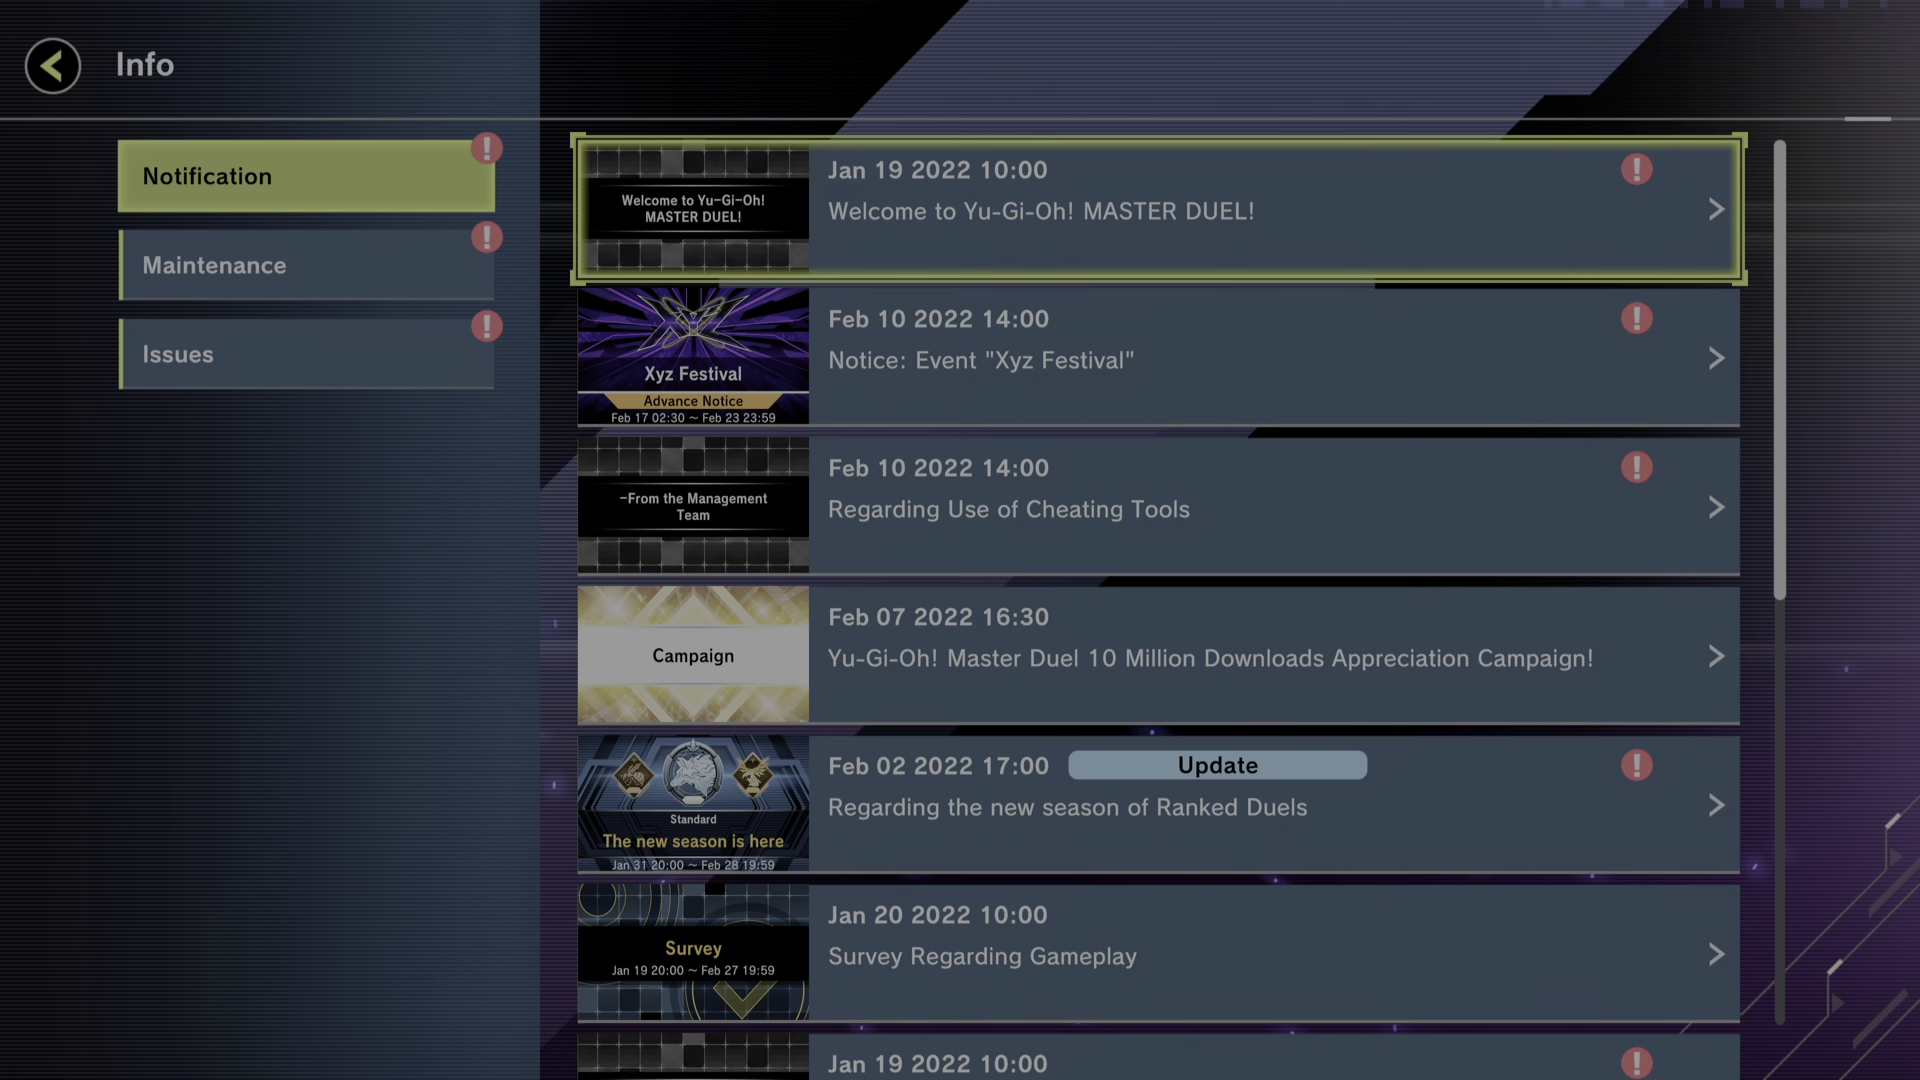 Info
Notification
Maintenance
Issues
Welcome to Yu-Gi-Oh!
MASTER DUEL!
Jan 19 2022 10:00
Welcome to Yu-Gi-Oh! MASTER DUEL!
Xyz Festival
Advance Notice
Feb 17 02:30 ~ Feb 23 23:59
Feb 10 2022 14:00
Notice: Event "Xyz Festival"
-From the Management
Team
Feb 10 2022 14:00
Regarding Use of Cheating Tools
Campaign
Feb 07 2022 16:30
Yu-Gi-Oh! Master Duel 10 Million Downloads Appreciation Campaign!
Standard
The new season is here
Jan 31 20:00 ~ Feb 28 19:59
Feb 02 2022 17:00 Update
Regarding the new season of Ranked Duels
Survey
Jan 19 20:00 ~ Feb 27 19:59
Jan 20 2022 10:00
Survey Regarding Gameplay
Jan 19 2022 10:00